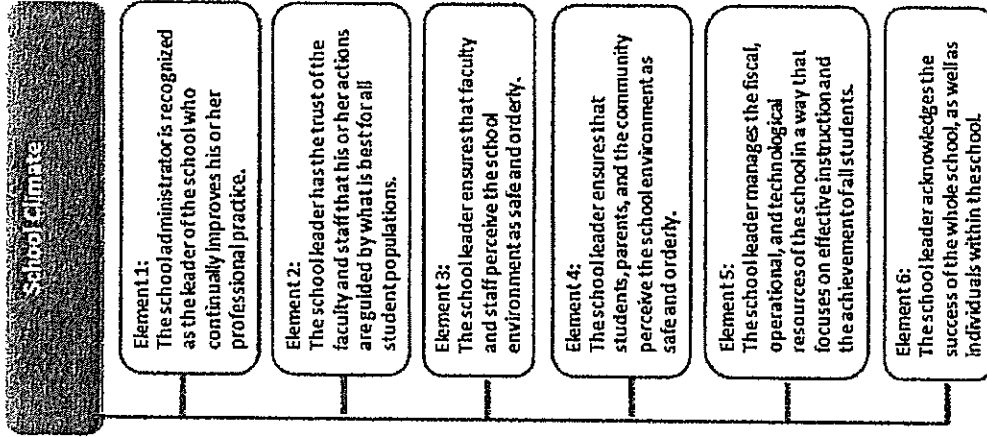 School Climate
Element 1:
The school administrator is recognized
as the leader of the school who
continually improves his or her
professional practice.
Element 2:
The school leader has the trust of the
faculty and staff that his or her actions
are guided by what is best for all
student populations.
Element 3:
The school leader ensures that faculty
and staff perceive the school
environment as safe and orderly.
Element 4:
The school leader ensures that
students, parents, and the community
perceive the school environment as
safe and orderly.
Element 5:
The school leader manages the fiscal,
operational, and technological
resources of the school in a way that
focuses on effective instruction and
the achievement of all students.
Element 6:
The school leader acknowledges the
success of the whole school, as well as
individuals within the school.